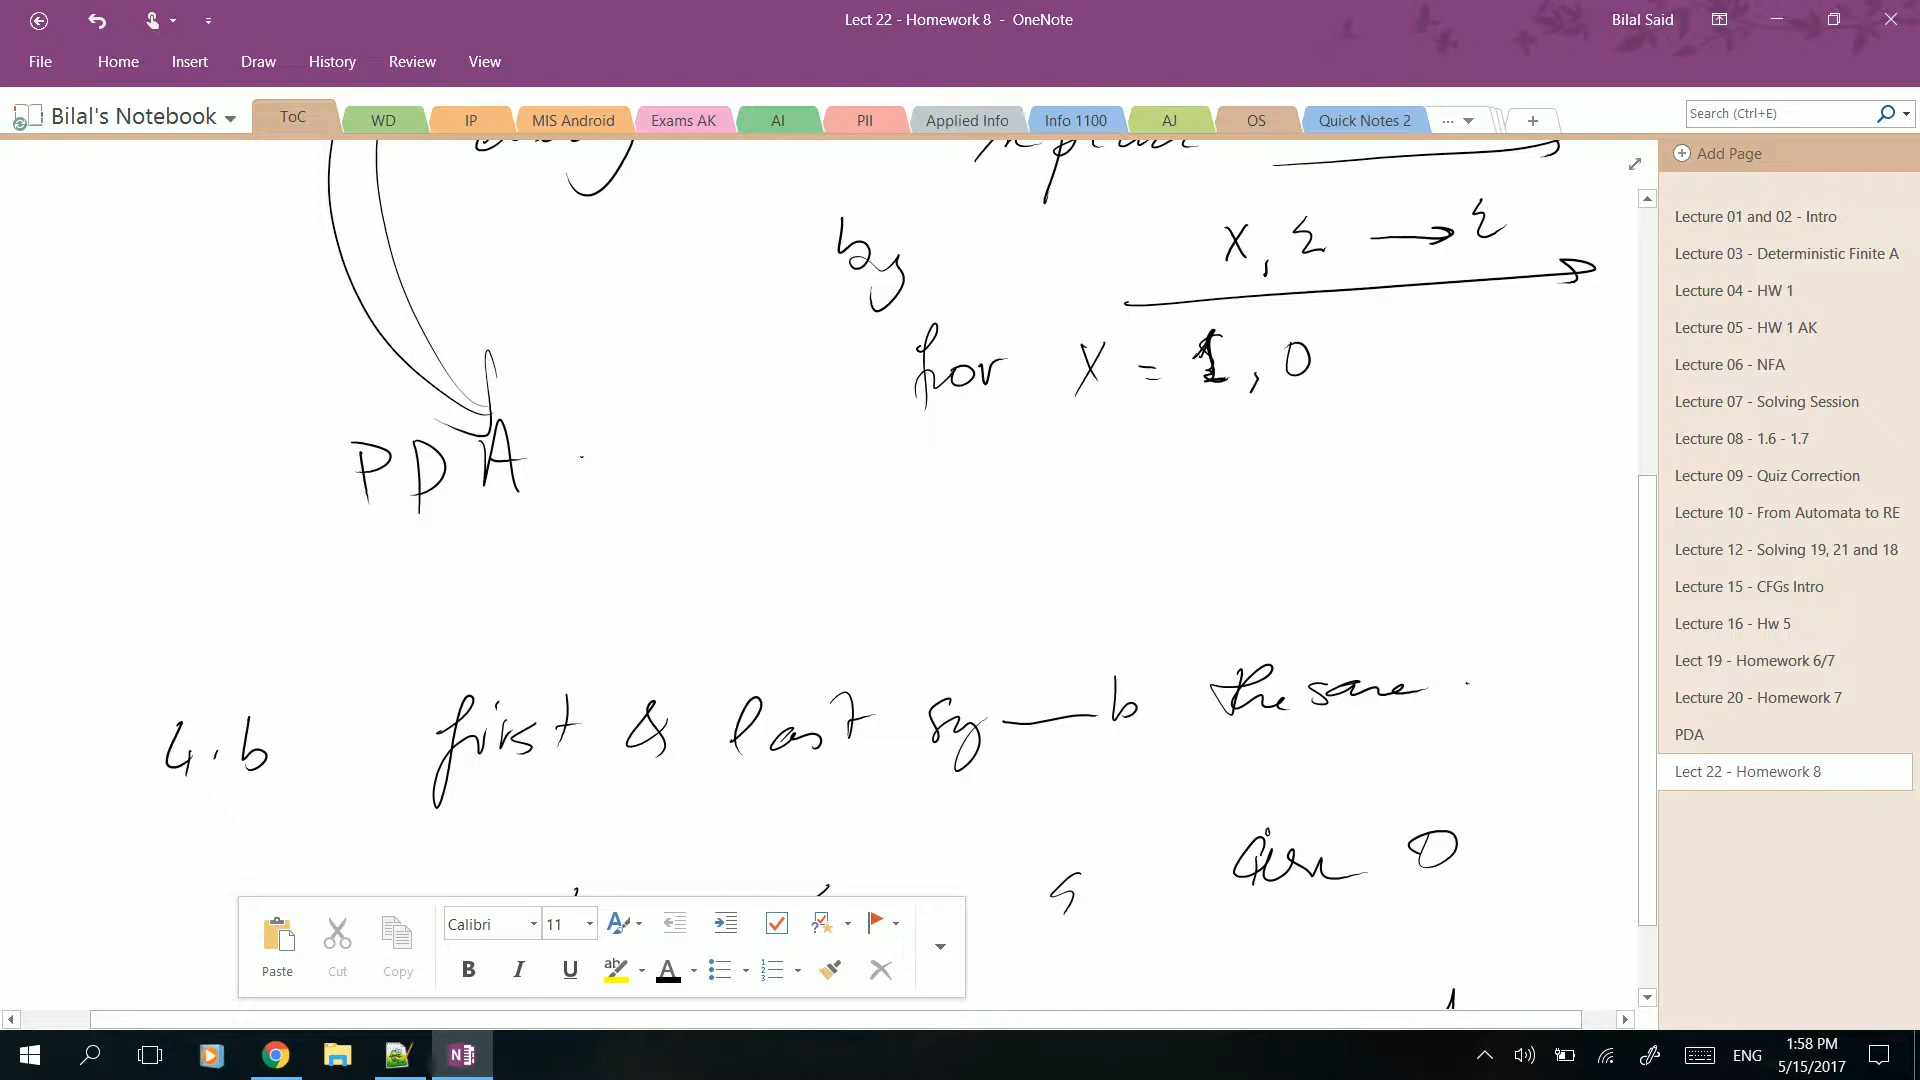 Lect 22 - Homework 8 - OneNote
Bilal Said
File Home Insert Draw History Review View
Bilal's Notebook
ToC WD IP MIS Android Exams AK AI PII Applied Info Info 1100 AJ OS Quick Notes 2 ...
Search (Ctrl+E)
Add Page
Lecture 01 and 02 - Intro
Lecture 03 - Deterministic Finite A
Lecture 04 - HW 1
Lecture 05 - HW 1 AK
Lecture 06 - NFA
Lecture 07 - Solving Session
Lecture 08 - 1.6 - 1.7
Lecture 09 - Quiz Correction
Lecture 10 - From Automata to RE
Lecture 12 - Solving 19, 21 and 18
Lecture 15 - CFGs Intro
Lecture 16 - Hw 5
Lect 19 - Homework 6/7
Lecture 20 - Homework 7
PDA
Lect 22 - Homework 8
by
x, ε → ε
for x = 1, 0
PDA
4.b first & last sy—b the same.
0
Calibri 11
Paste Cut Copy
B I U
ENG
1:58 PM
5/15/2017